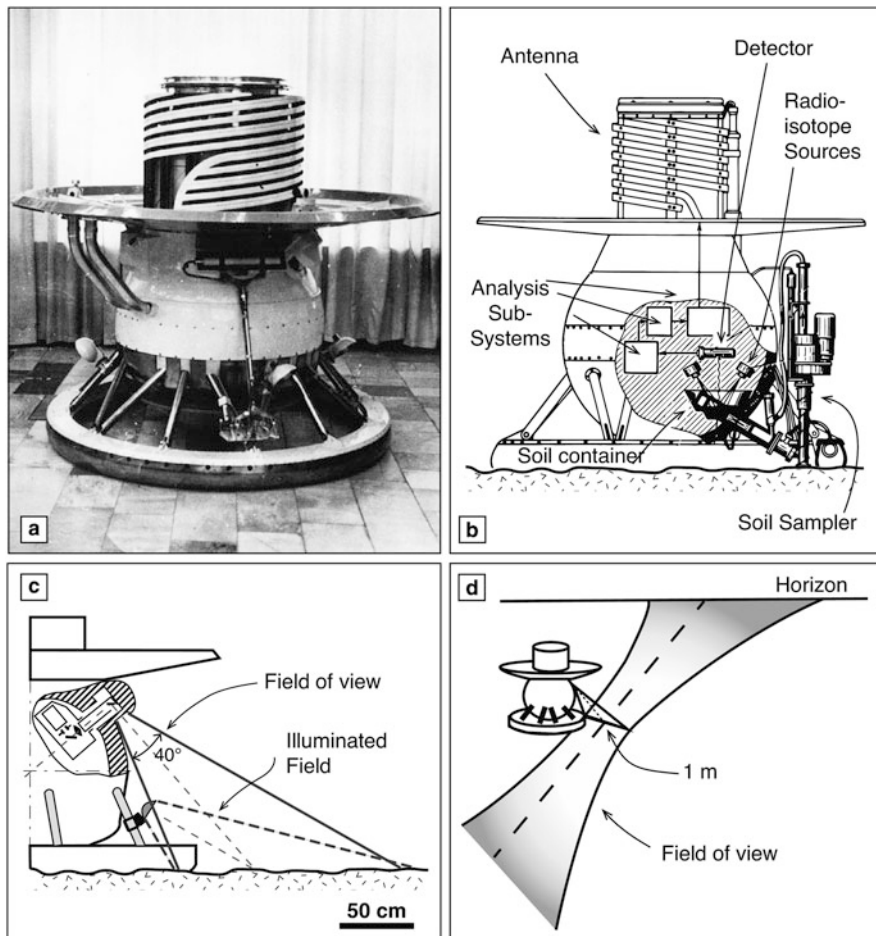 a
b
Antenna
Detector
Radio-
isotope
Sources
Analysis
Sub-
Systems
Soil container
Soil Sampler
c
Field of view
40°
Illuminated
Field
50 cm
d
Horizon
1 m
Field of view